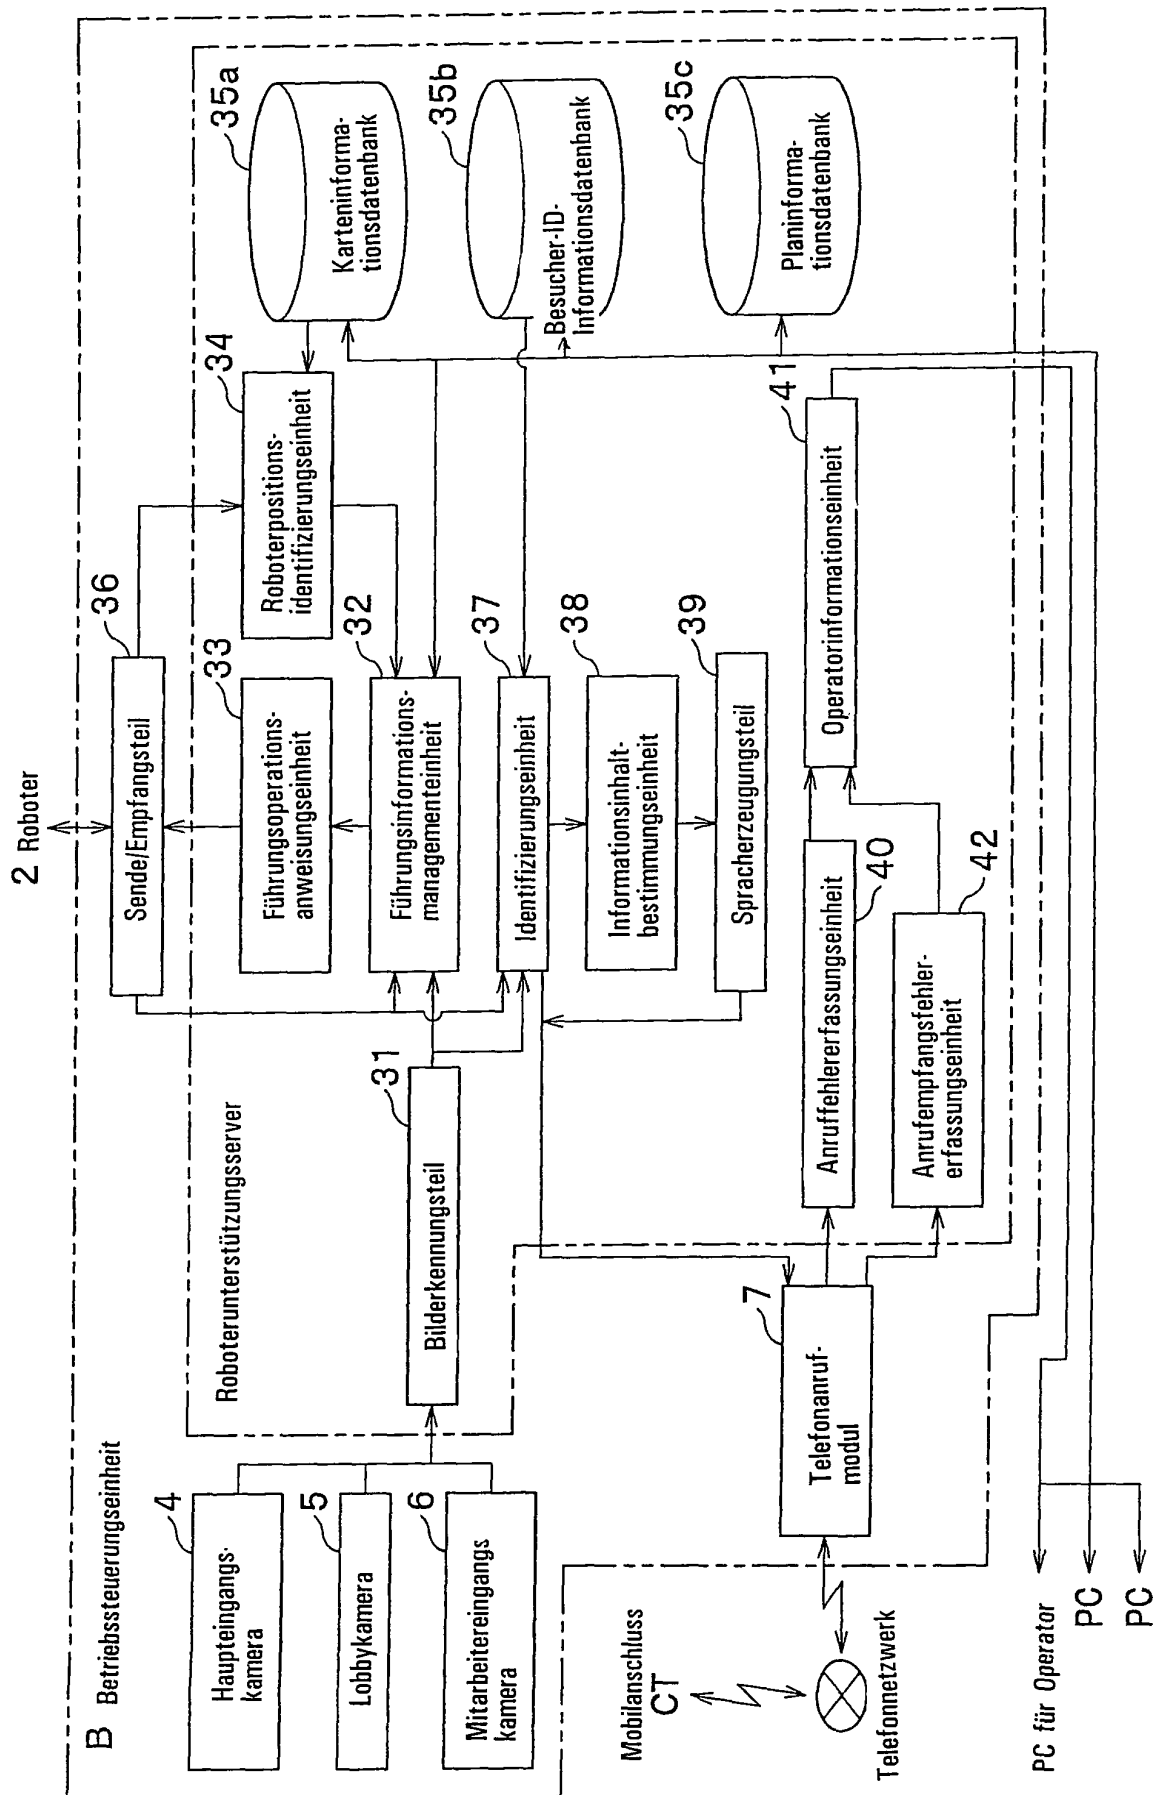 B Betriebssteuerungseinheit
2 Roboter
Roboterunterstützungsserver
36
Sende/Empfangsteil
33
Führungsoperations-
anweisungseinheit
34
Roboterpositions-
identifizierungseinheit
35a
Karteninforma-
tionsdatenbank
4
Haupteingangs-
kamera
5
Lobbykamera
6
Mitarbeitereingangs
kamera
31
Bilderkennungsteil
32
Führungsinformations-
managementeinheit
37
Identifizierungseinheit
35b
Besucher-ID-
Informationsdatenbank
38
Informationsinhalt-
bestimmungseinheit
39
Spracherzeugungsteil
35c
Planinforma-
tionsdatenbank
Mobilanschluss
CT
Telefonnetzwerk
7
Telefonanruf-
modul
40
Anruffehlererfassungseinheit
41
Operatorinformationseinheit
42
Anrufempfangsfehler-
erfassungseinheit
PC für Operator
PC
PC